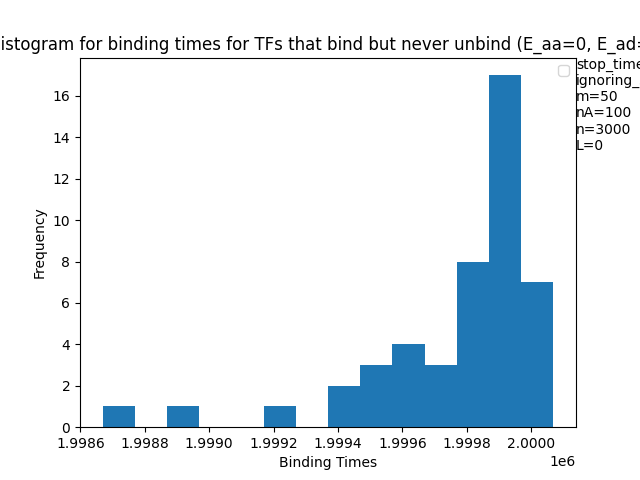 istogram for binding times for TFs that bind but never unbind (E_aa=0, E_ad=
stop_time
ignoring_
m=50
nA=100
n=3000
L=0
16
14
12
10
8
6
4
2
0
Frequency
1.9986 1.9988 1.9990 1.9992 1.9994 1.9996 1.9998 2.0000
1e6
Binding Times